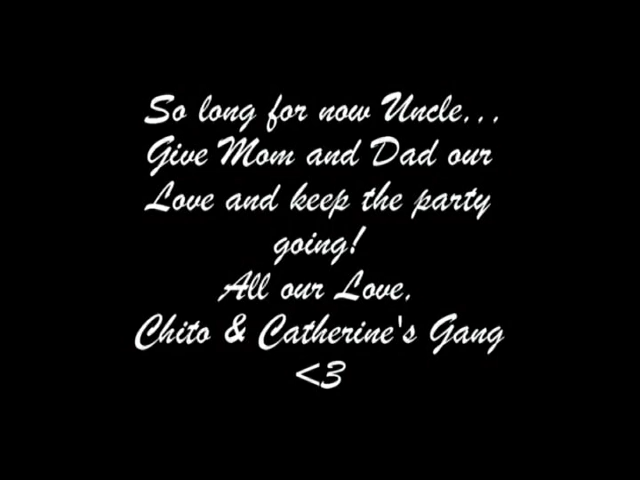 So long for now Uncle...
Give Mom and Dad our
Love and keep the party
going!
All our Love,
Chito & Catherine's Gang
<3